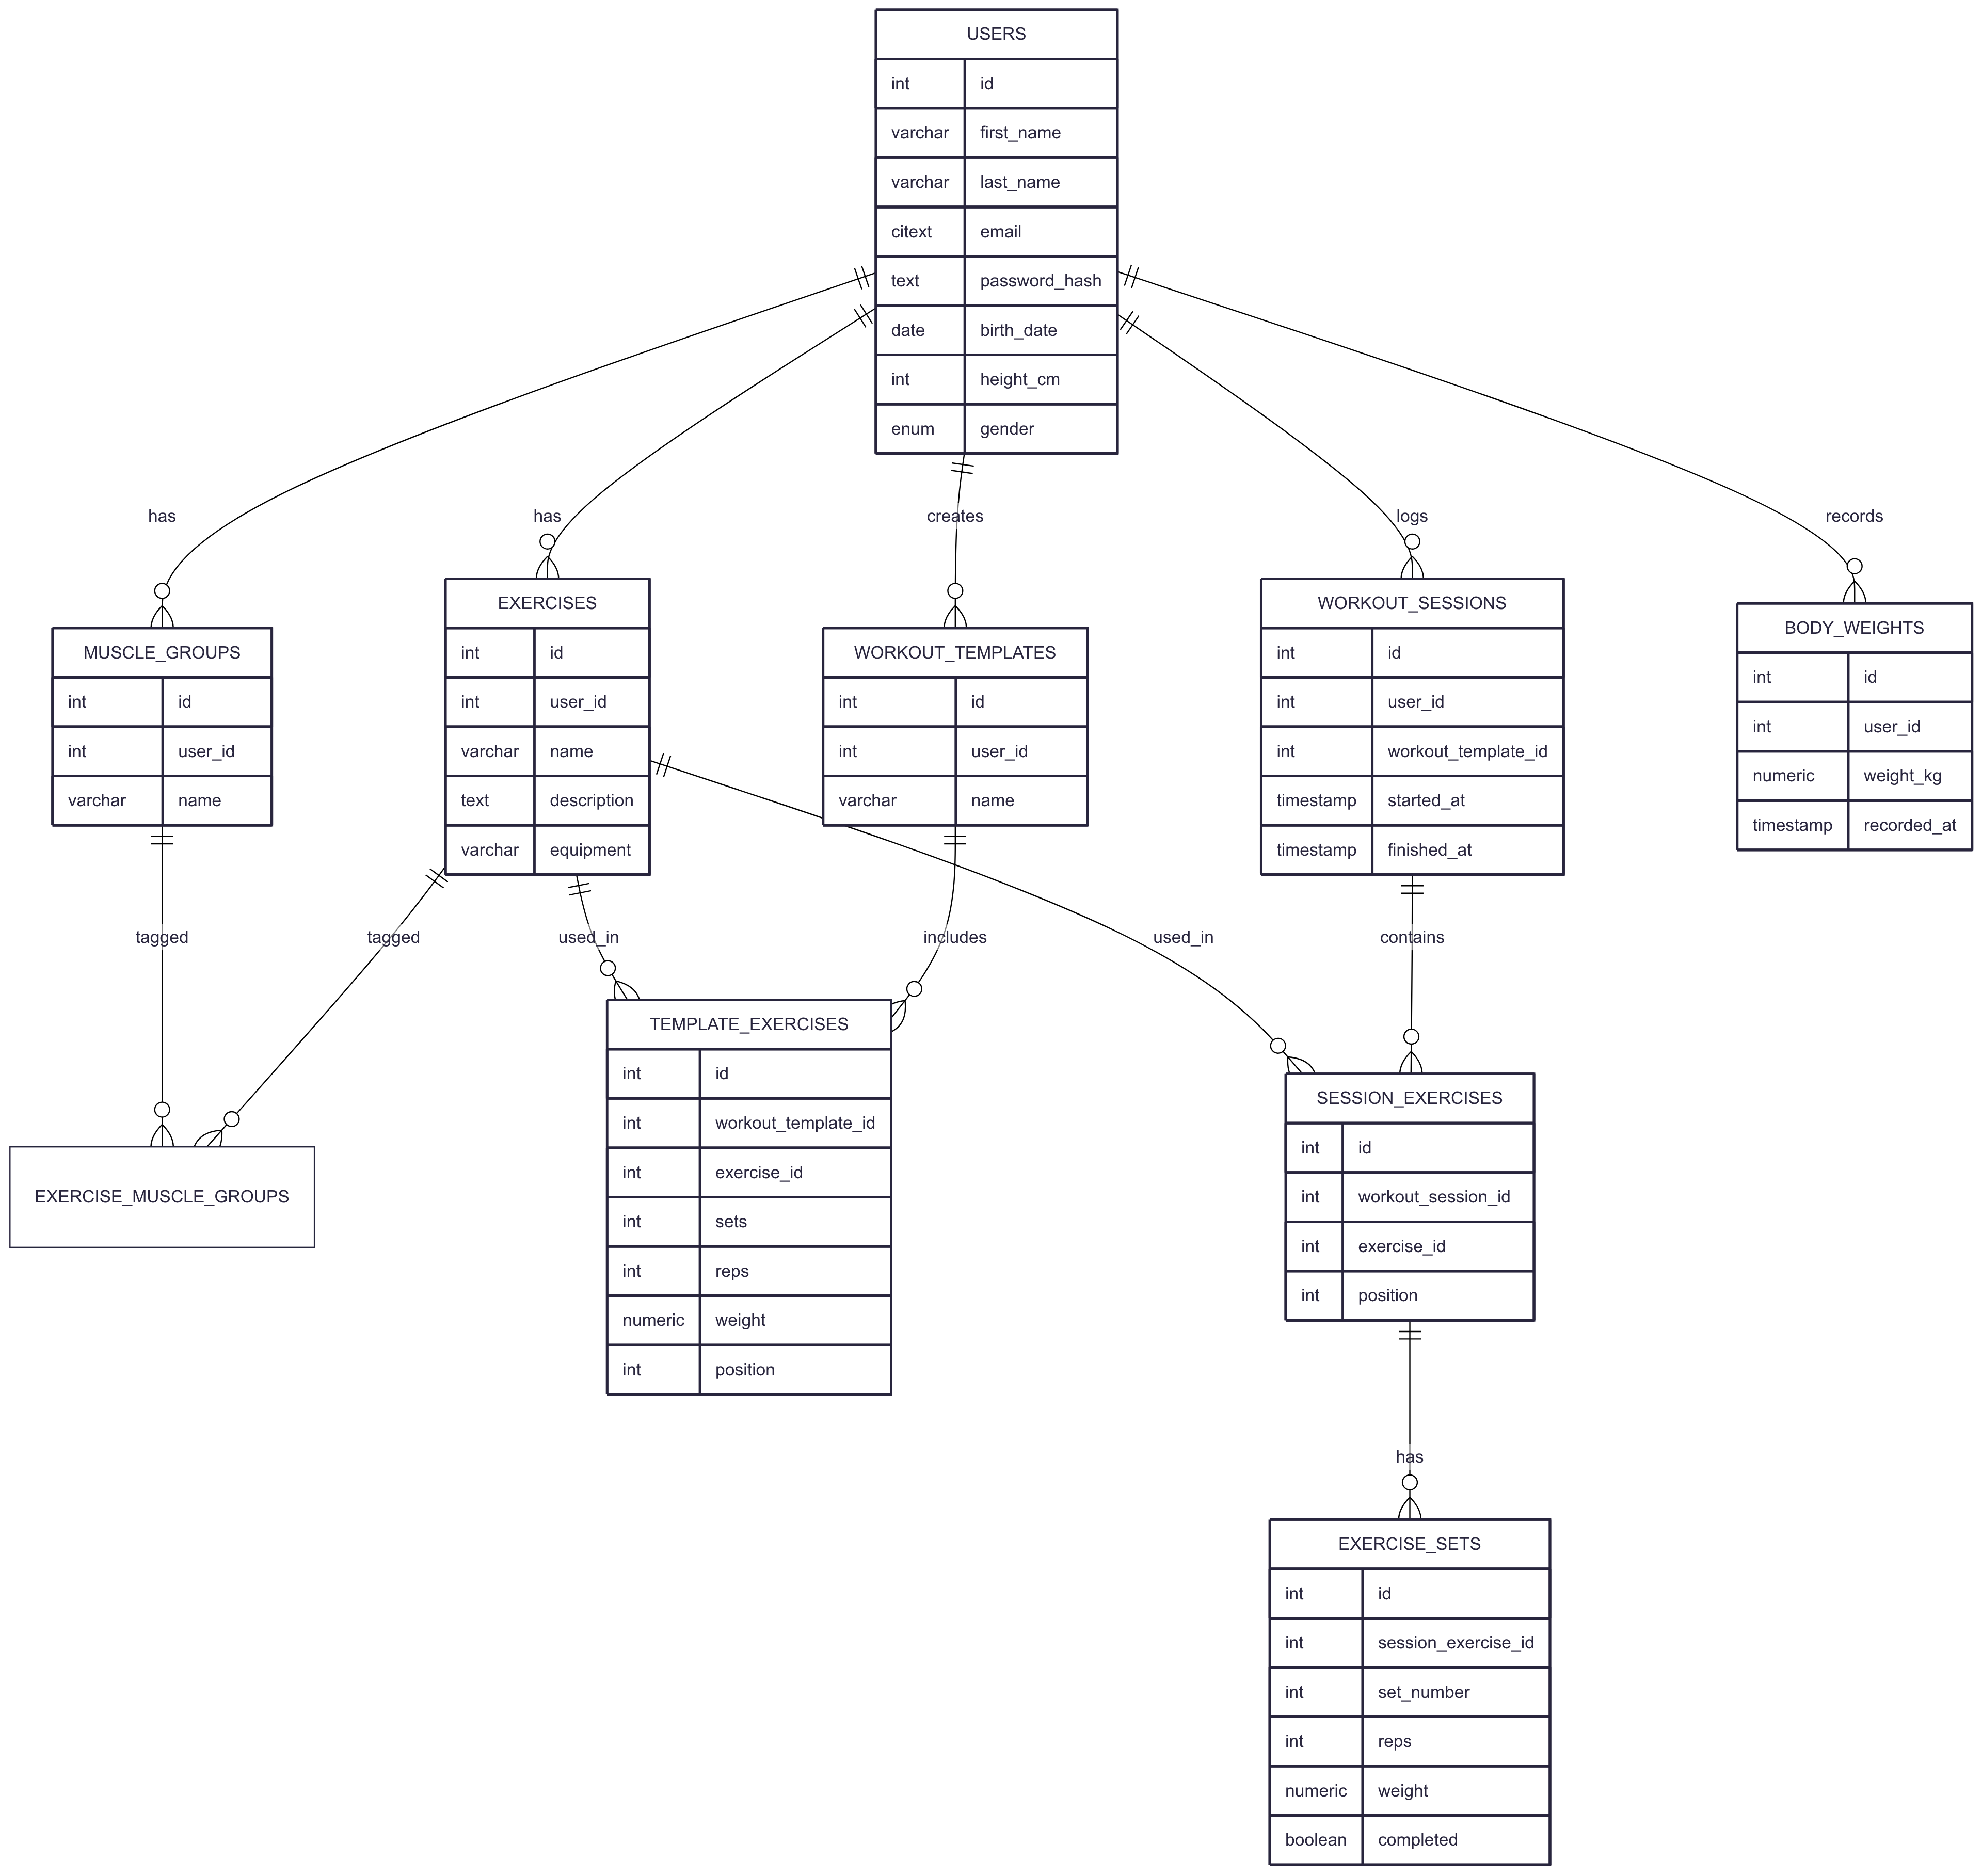 USERS
int id
varchar first_name
varchar last_name
citext email
text password_hash
date birth_date
int height_cm
enum gender
has
has
creates
logs
records
MUSCLE_GROUPS
int id
int user_id
varchar name
EXERCISES
int id
int user_id
varchar name
text description
varchar equipment
WORKOUT_TEMPLATES
int id
int user_id
varchar name
WORKOUT_SESSIONS
int id
int user_id
int workout_template_id
timestamp started_at
timestamp finished_at
BODY_WEIGHTS
int id
int user_id
numeric weight_kg
timestamp recorded_at
tagged
tagged
used_in
includes
used_in
contains
EXERCISE_MUSCLE_GROUPS
TEMPLATE_EXERCISES
int id
int workout_template_id
int exercise_id
int sets
int reps
numeric weight
int position
SESSION_EXERCISES
int id
int workout_session_id
int exercise_id
int position
has
EXERCISE_SETS
int id
int session_exercise_id
int set_number
int reps
numeric weight
boolean completed